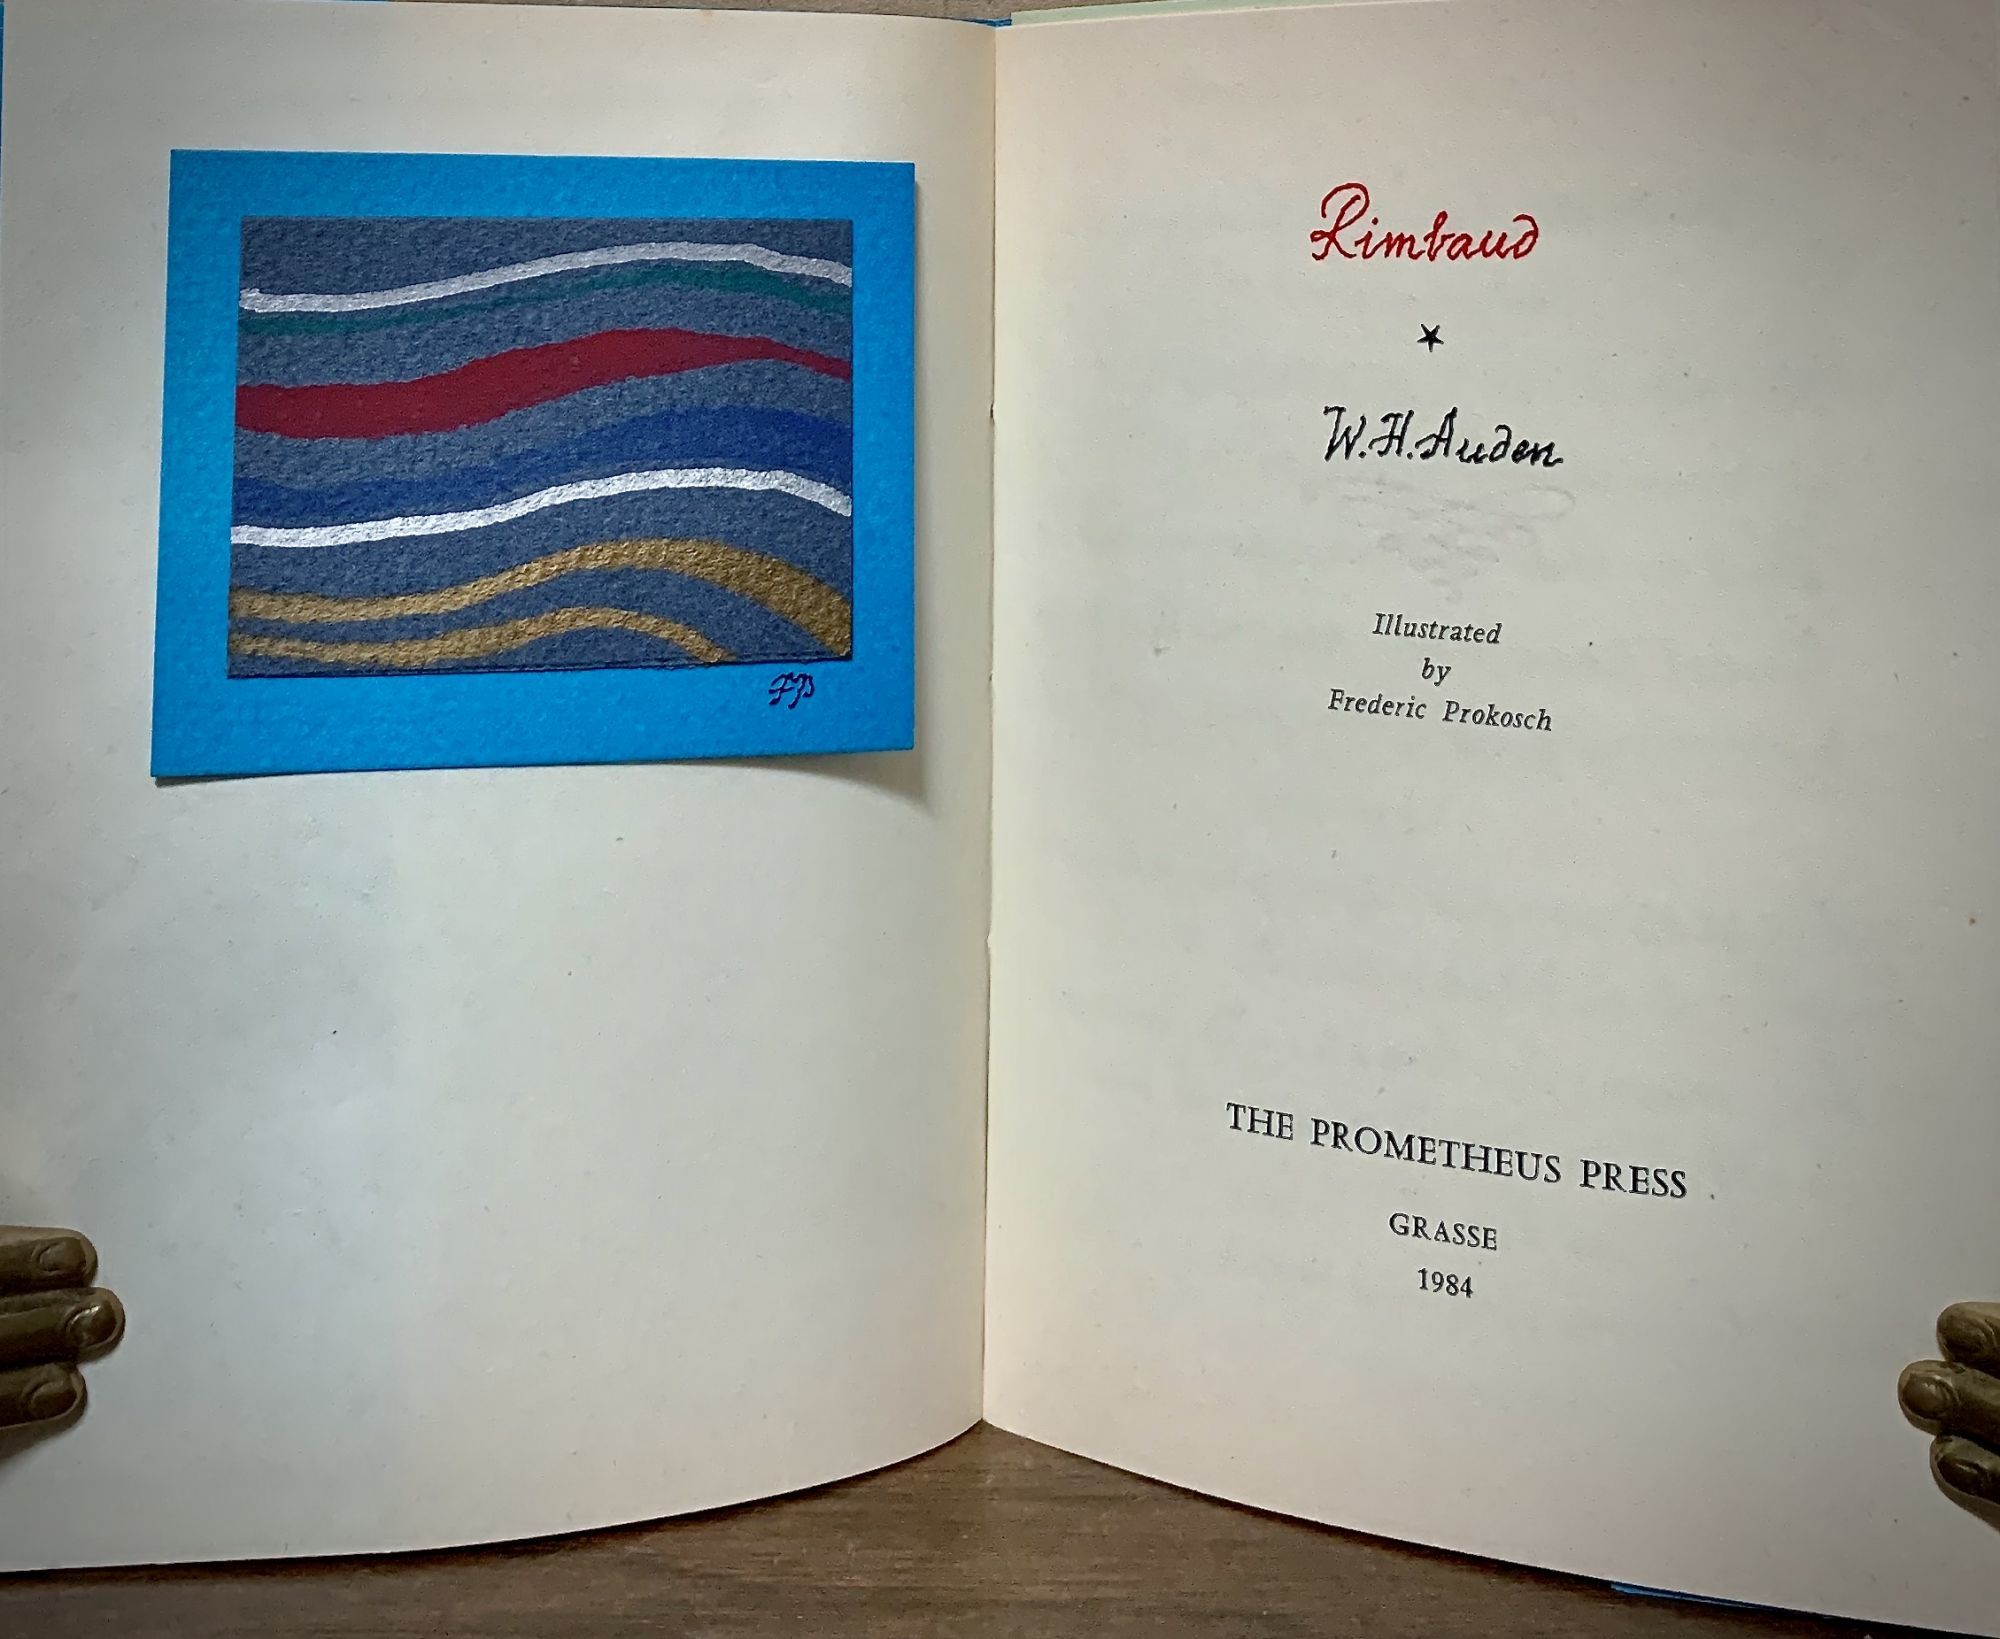 FP
Rimbaud
W.H.Auden
Illustrated
by
Frederic Prokosch
THE PROMETHEUS PRESS
GRASSE
1984